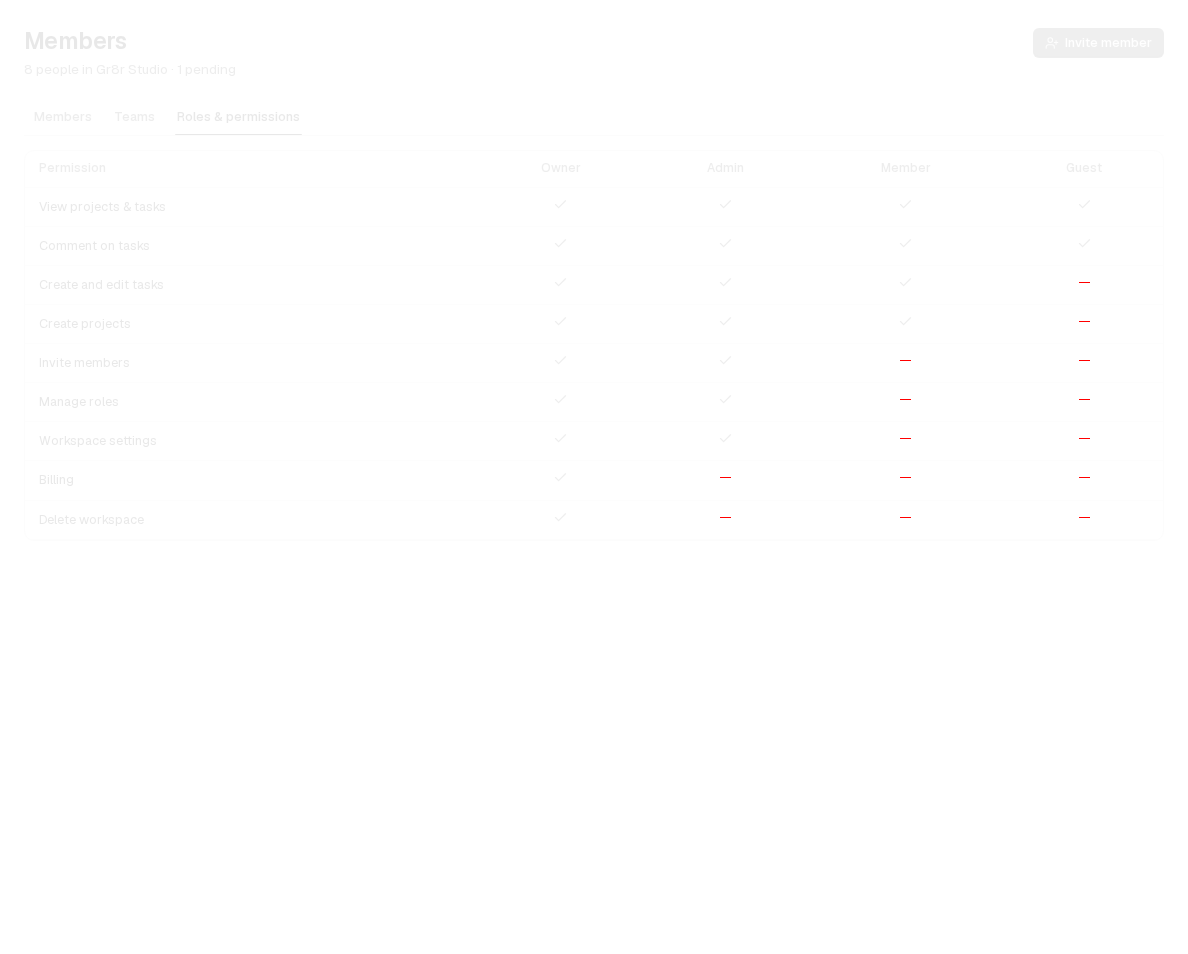 Members
Invite member
8 people in Gr8r Studio · 1 pending
Members Teams Roles & permissions
Permission Owner Admin Member Guest
View projects & tasks ✓ ✓ ✓ ✓
Comment on tasks ✓ ✓ ✓ ✓
Create and edit tasks ✓ ✓ ✓ —
Create projects ✓ ✓ ✓ —
Invite members ✓ ✓ — —
Manage roles ✓ ✓ — —
Workspace settings ✓ ✓ — —
Billing ✓ — — —
Delete workspace ✓ — — —